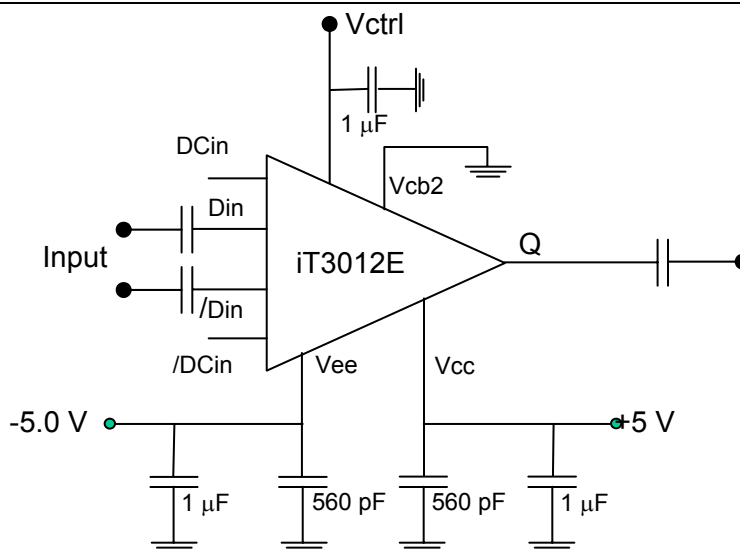 Vctrl
1 μF
DCin
Vcb2
Din
Q
Input
iT3012E
/Din
/DCin
Vee
Vcc
-5.0 V
+5 V
1 μF
560 pF
560 pF
1 μF